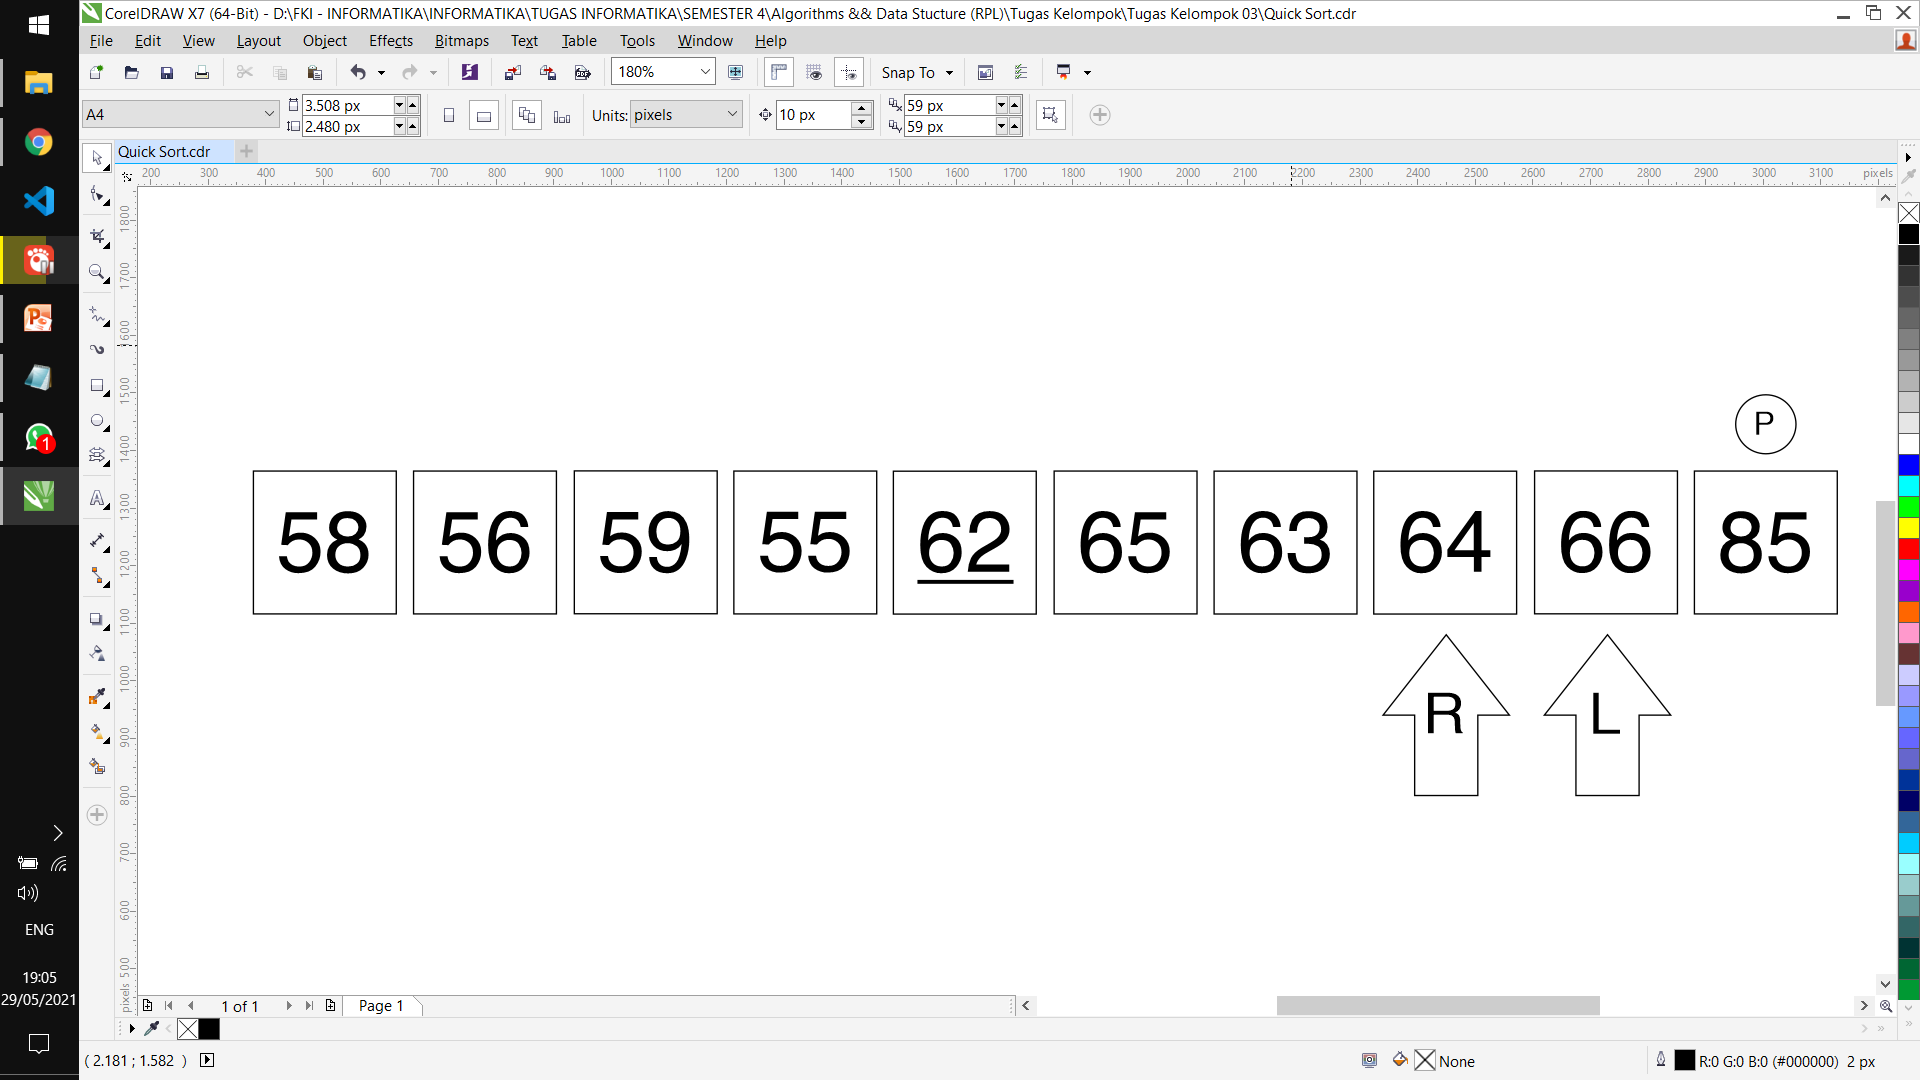 CorelDRAW X7 (64-Bit) - D:\FKI - INFORMATIKA\INFORMATIKA\TUGAS INFORMATIKA\SEMESTER 4\Algorithms && Data Stucture (RPL)\Tugas Kelompok\Tugas Kelompok 03\Quick Sort.cdr
File Edit View Layout Object Effects Bitmaps Text Table Tools Window Help
180% Snap To
A4 3.508 px 2.480 px Units: pixels 10 px 59 px 59 px
Quick Sort.cdr
200 300 400 500 600 700 800 900 1000 1100 1200 1300 1400 1500 1600 1700 1800 1900 2000 2100 2200 2300 2400 2500 2600 2700 2800 2900 3000 3100 pixels
1800
1700
1600
1500
1400
1300
1200
1100
1000
900
800
700
600
500
pixels
P
58 56 59 55 62 65 63 64 66 85
R L
1
ENG
19:05
29/05/2021
1 of 1 Page 1
( 2.181 ; 1.582 ) None R:0 G:0 B:0 (#000000) 2 px